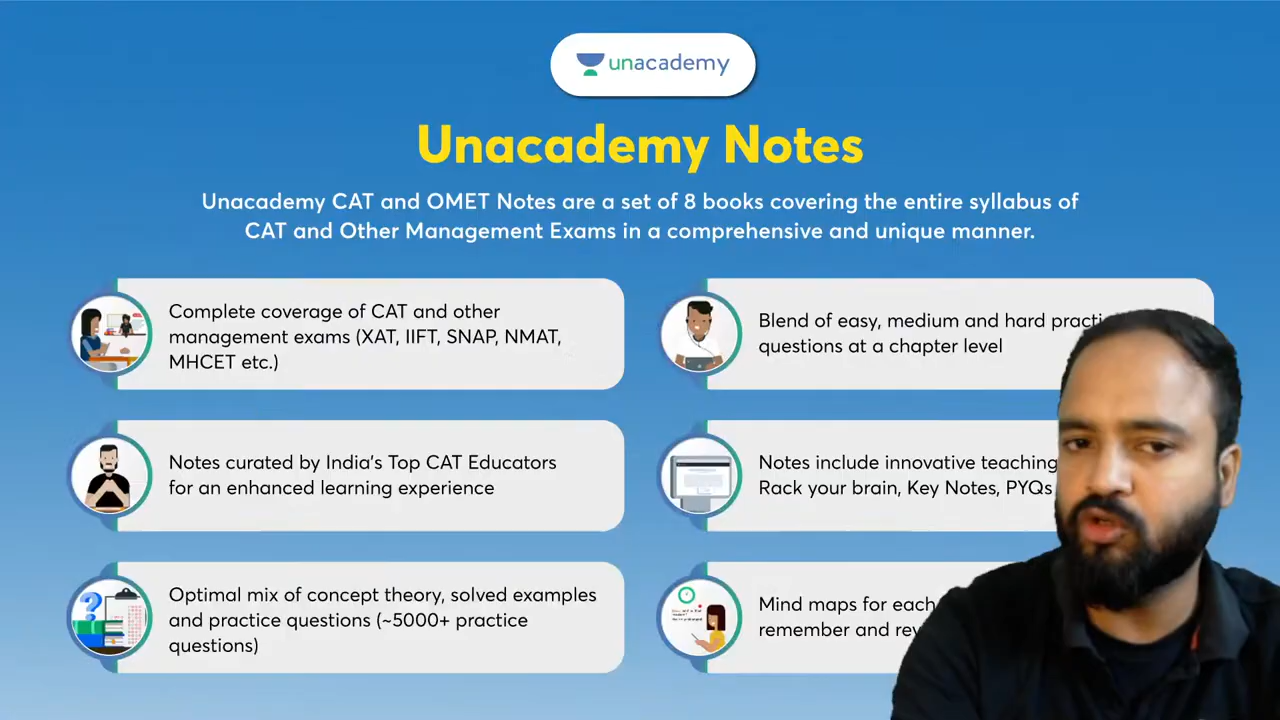 unacademy
Unacademy Notes
Unacademy CAT and OMET Notes are a set of 8 books covering the entire syllabus of
CAT and Other Management Exams in a comprehensive and unique manner.
Complete coverage of CAT and other
management exams (XAT, IIFT, SNAP, NMAT,
MHCET etc.)
Blend of easy, medium and hard
questions at a chapter level
Notes curated by India's Top CAT Educators
for an enhanced learning experience
Notes include innovative teaching
Rack your brain, Key Notes, PYQs
Optimal mix of concept theory, solved examples
and practice questions (~5000+ practice
questions)
Mind maps for each
remember and